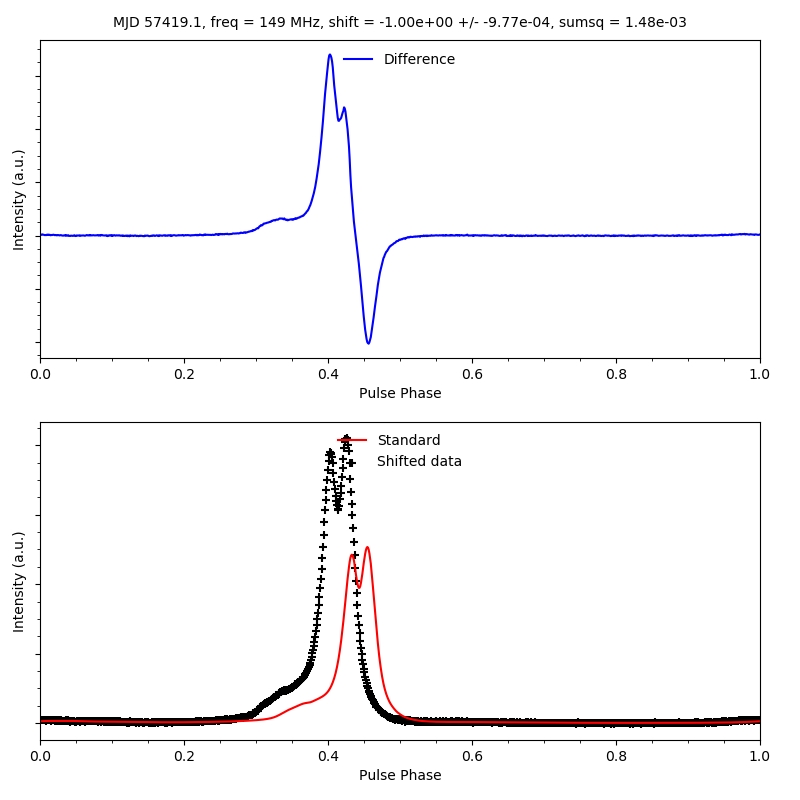 MJD 57419.1, freq = 149 MHz, shift = -1.00e+00 +/- -9.77e-04, sumsq = 1.48e-03
Difference
Intensity (a.u.)
0.0 0.2 0.4 0.6 0.8 1.0
Pulse Phase
Standard
Shifted data
Intensity (a.u.)
0.0 0.2 0.4 0.6 0.8 1.0
Pulse Phase